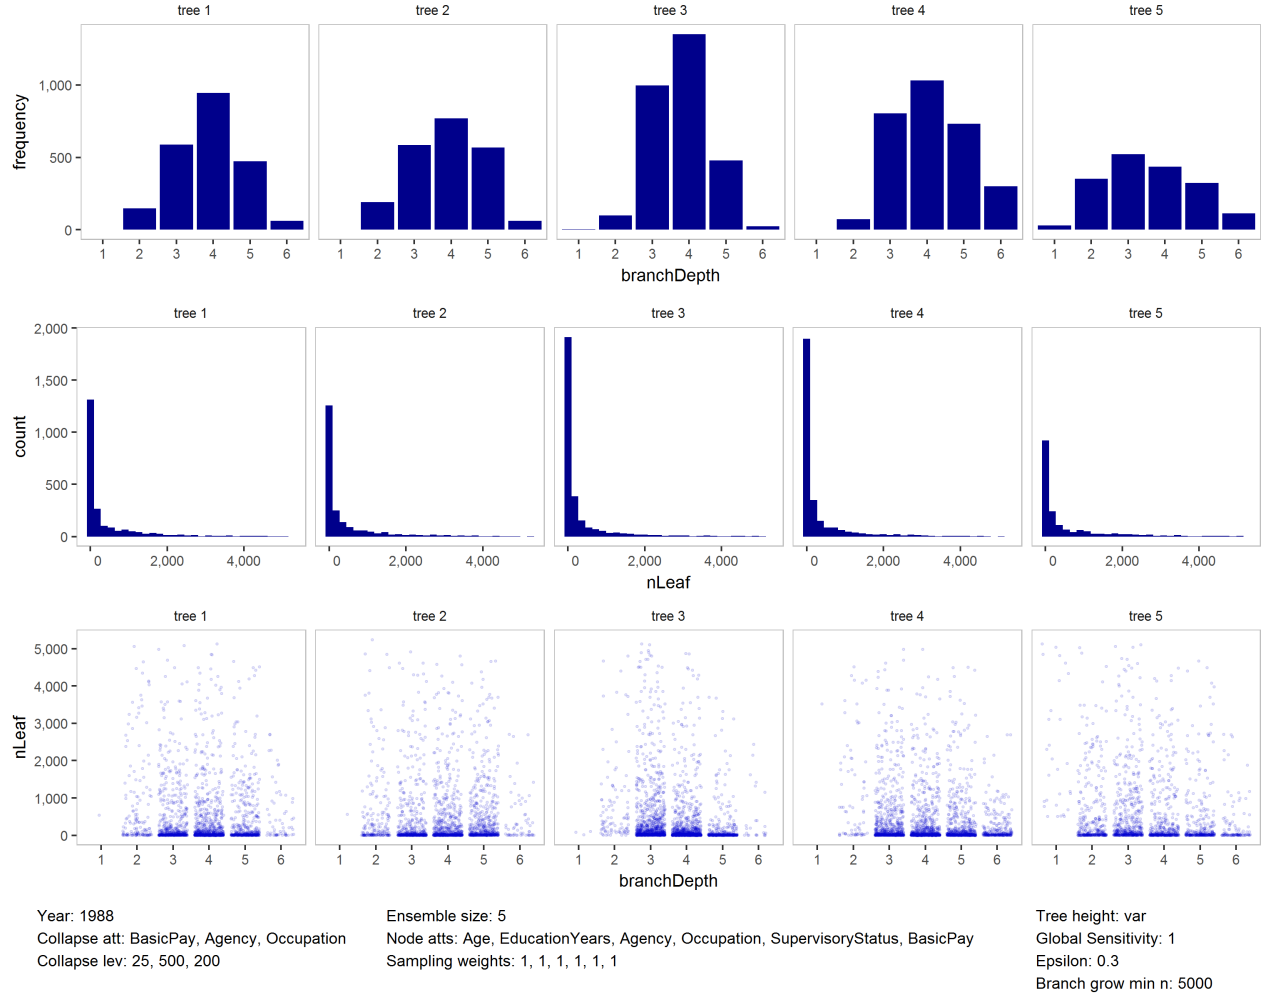 tree 1 tree 2 tree 3 tree 4 tree 5
frequency
1,000
500
0
1 2 3 4 5 6 1 2 3 4 5 6 1 2 3 4 5 6 1 2 3 4 5 6 1 2 3 4 5 6
branchDepth
tree 1 tree 2 tree 3 tree 4 tree 5
count
2,000
1,500
1,000
500
0
0 2,000 4,000 0 2,000 4,000 0 2,000 4,000 0 2,000 4,000 0 2,000 4,000
nLeaf
tree 1 tree 2 tree 3 tree 4 tree 5
nLeaf
5,000
4,000
3,000
2,000
1,000
0
1 2 3 4 5 6 1 2 3 4 5 6 1 2 3 4 5 6 1 2 3 4 5 6 1 2 3 4 5 6
branchDepth
Year: 1988
Collapse att: BasicPay, Agency, Occupation
Collapse lev: 25, 500, 200
Ensemble size: 5
Node atts: Age, EducationYears, Agency, Occupation, SupervisoryStatus, BasicPay
Sampling weights: 1, 1, 1, 1, 1, 1
Tree height: var
Global Sensitivity: 1
Epsilon: 0.3
Branch grow min n: 5000